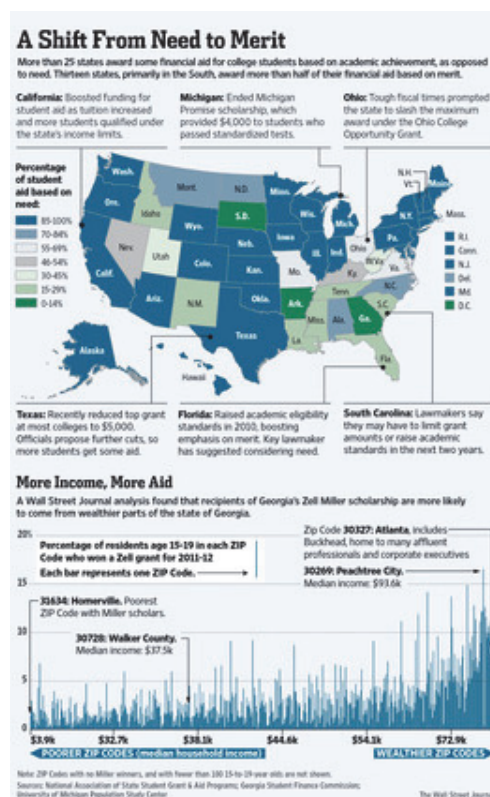 A Shift From Need to Merit
More than 25 states award some financial aid for college students based on academic achievement, as opposed
to need. Thirteen states, primarily in the South, award more than half of their financial aid based on merit.
California: Boosted funding for
student aid as tuition increased
and more students qualified under
the state's income limits.
Michigan: Ended Michigan
Promise scholarship, which
provided $4,000 to students who
passed standardized tests.
Ohio: Tough fiscal times prompted
the state to slash the maximum
award under the Ohio College
Opportunity Grant.
Percentage
of student
aid based on
need:
85-100%
70-84%
55-69%
46-54%
30-45%
15-29%
0-14%
Wash.
Ore.
Calif.
Idaho
Nev.
Utah
Ariz.
Mont.
Wyo.
Colo.
N.M.
N.D.
S.D.
Neb.
Kan.
Okla.
Texas
Minn.
Iowa
Mo.
Ark.
La.
Wis.
Ill.
Mich.
Ind.
Ohio
Ky.
Tenn.
Miss.
Ala.
Ga.
Fla.
S.C.
N.C.
Va.
W.Va.
Pa.
N.Y.
Vt.
N.H.
Maine
Mass.
R.I.
Conn.
N.J.
Del.
Md.
D.C.
Alaska
Hawaii
Texas: Recently reduced top grant
at most colleges to $5,000.
Officials propose further cuts, so
more students get some aid.
Florida: Raised academic eligibility
standards in 2010, boosting
emphasis on merit. Key lawmaker
has suggested considering need.
South Carolina: Lawmakers say
they may have to limit grant
amounts or raise academic
standards in the next two years.
More Income, More Aid
A Wall Street Journal analysis found that recipients of Georgia's Zell Miller scholarship are more likely
to come from wealthier parts of the state of Georgia.
20%
15
10
5
0
Percentage of residents age 15-19 in each ZIP
Code who won a Zell grant for 2011-12
Each bar represents one ZIP Code.
Zip Code 30327: Atlanta, includes
Buckhead, home to many affluent
professionals and corporate executives
30269: Peachtree City.
Median income: $93.6k
31634: Homerville. Poorest
ZIP Code with Miller scholars.
30728: Walker County.
Median income: $37.5k
$3.9k
$32.7k
$38.1k
$44.6k
$54.1k
$72.9k
POORER ZIP CODES (median household income)
WEALTHIER ZIP CODES
Note: ZIP Codes with no Miller winners, and with fewer than 100 15-to-19-year olds are not shown.
Sources: National Association of State Student Grant & Aid Programs; Georgia Student Finance Commission;
University of Michigan Population Study Center
The Wall Street Journal